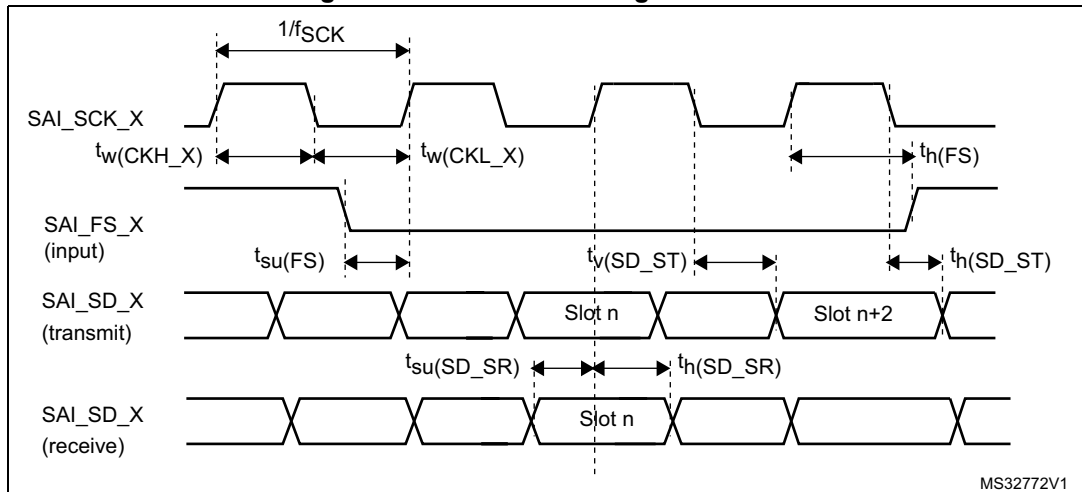 1/fSCK
SAI_SCK_X
tw(CKH_X)
tw(CKL_X)
th(FS)
SAI_FS_X
(input)
tsu(FS)
tv(SD_ST)
th(SD_ST)
SAI_SD_X
(transmit)
Slot n
Slot n+2
tsu(SD_SR)
th(SD_SR)
SAI_SD_X
(receive)
Slot n
MS32772V1